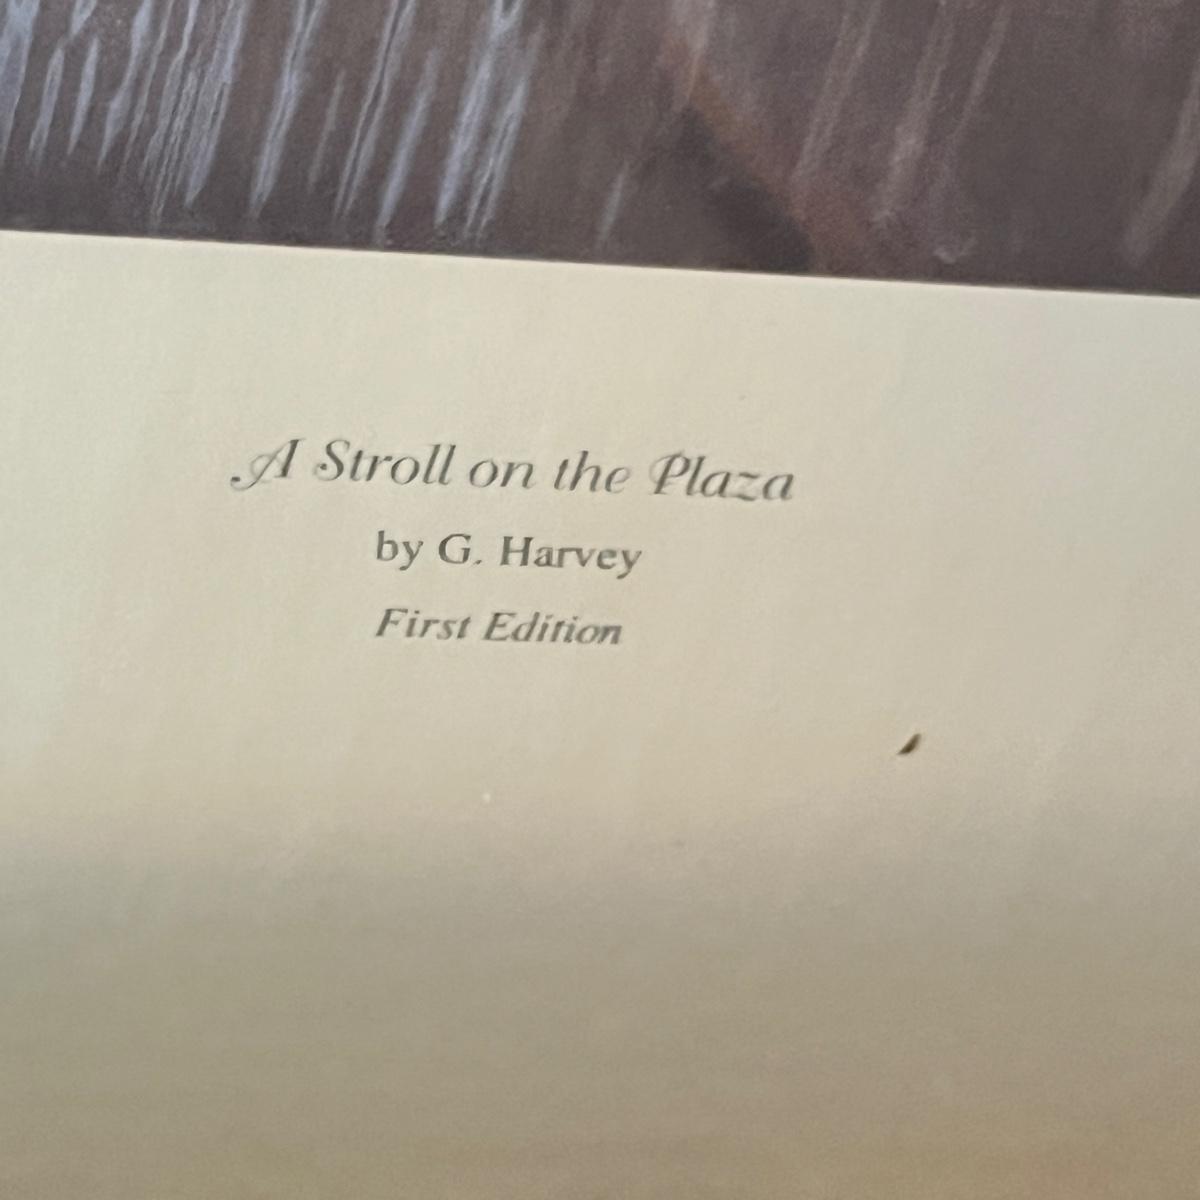 A Stroll on the Plaza
by G. Harvey
First Edition